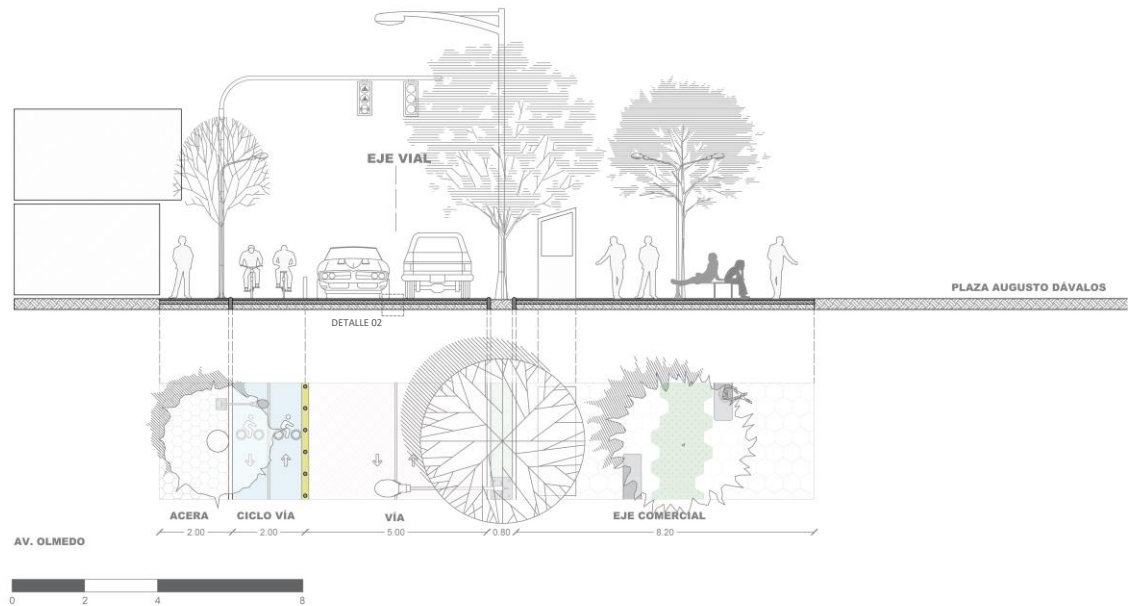 EJE VIAL
PLAZA AUGUSTO DÁVALOS
DETALLE 02
ACERA CICLO VÍA VÍA EJE COMERCIAL
2.00 2.00 5.00 0.80 8.20
AV. OLMEDO
0 2 4 8